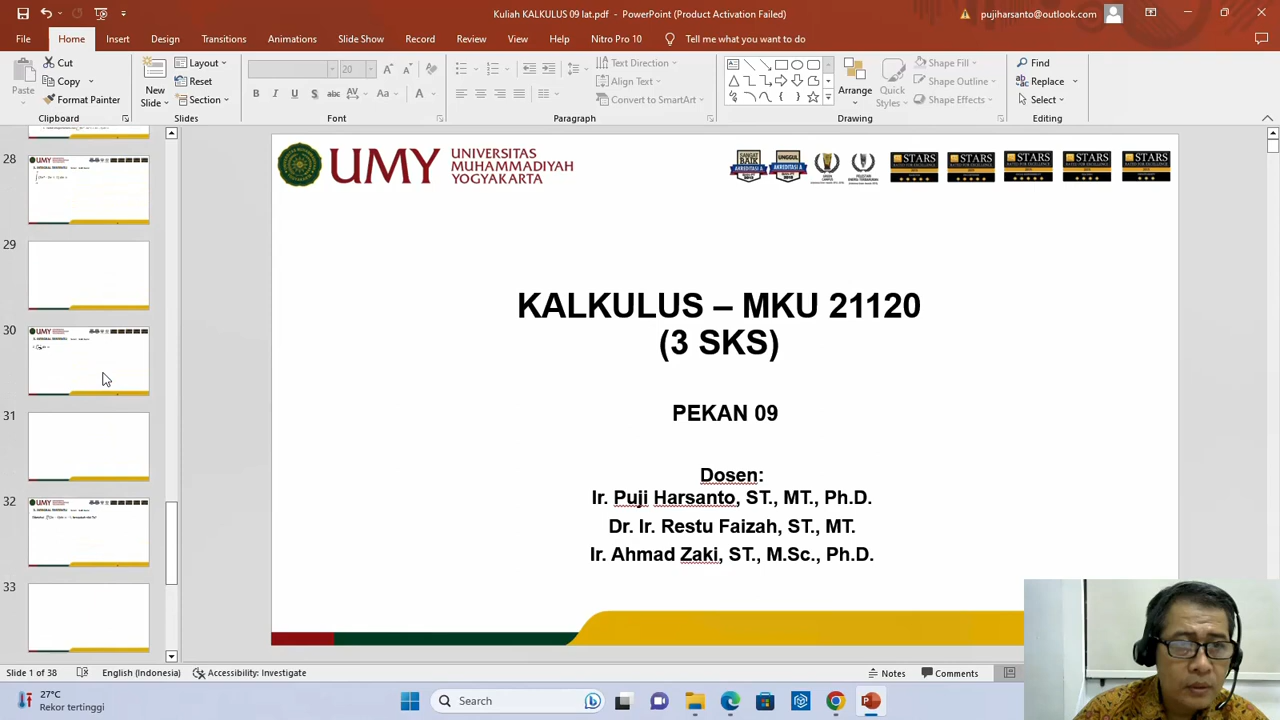 Kuliah KALKULUS 09 lat.pdf - PowerPoint (Product Activation Failed)
pujiharsanto@outlook.com
File Home Insert Design Transitions Animations Slide Show Record Review View Help Nitro Pro 10 Tell me what you want to do
Paste
Cut
Copy
Format Painter
Clipboard
New
Slide
Layout
Reset
Section
Slides
20
B I U S abc AV Aa A
Font
Text Direction
Align Text
Convert to SmartArt
Paragraph
Arrange
Quick
Styles
Shape Fill
Shape Outline
Shape Effects
Drawing
Find
Replace
Select
Editing
28
29
30
31
32
33
UMY
UNIVERSITAS
MUHAMMADIYAH
YOGYAKARTA
UNGGUL
STARS
STARS
STARS
STARS
STARS
KALKULUS – MKU 21120
(3 SKS)
PEKAN 09
Dosen:
Ir. Puji Harsanto, ST., MT., Ph.D.
Dr. Ir. Restu Faizah, ST., MT.
Ir. Ahmad Zaki, ST., M.Sc., Ph.D.
Slide 1 of 38 English (Indonesia) Accessibility: Investigate Notes Comments
27°C
Rekor tertinggi
Search